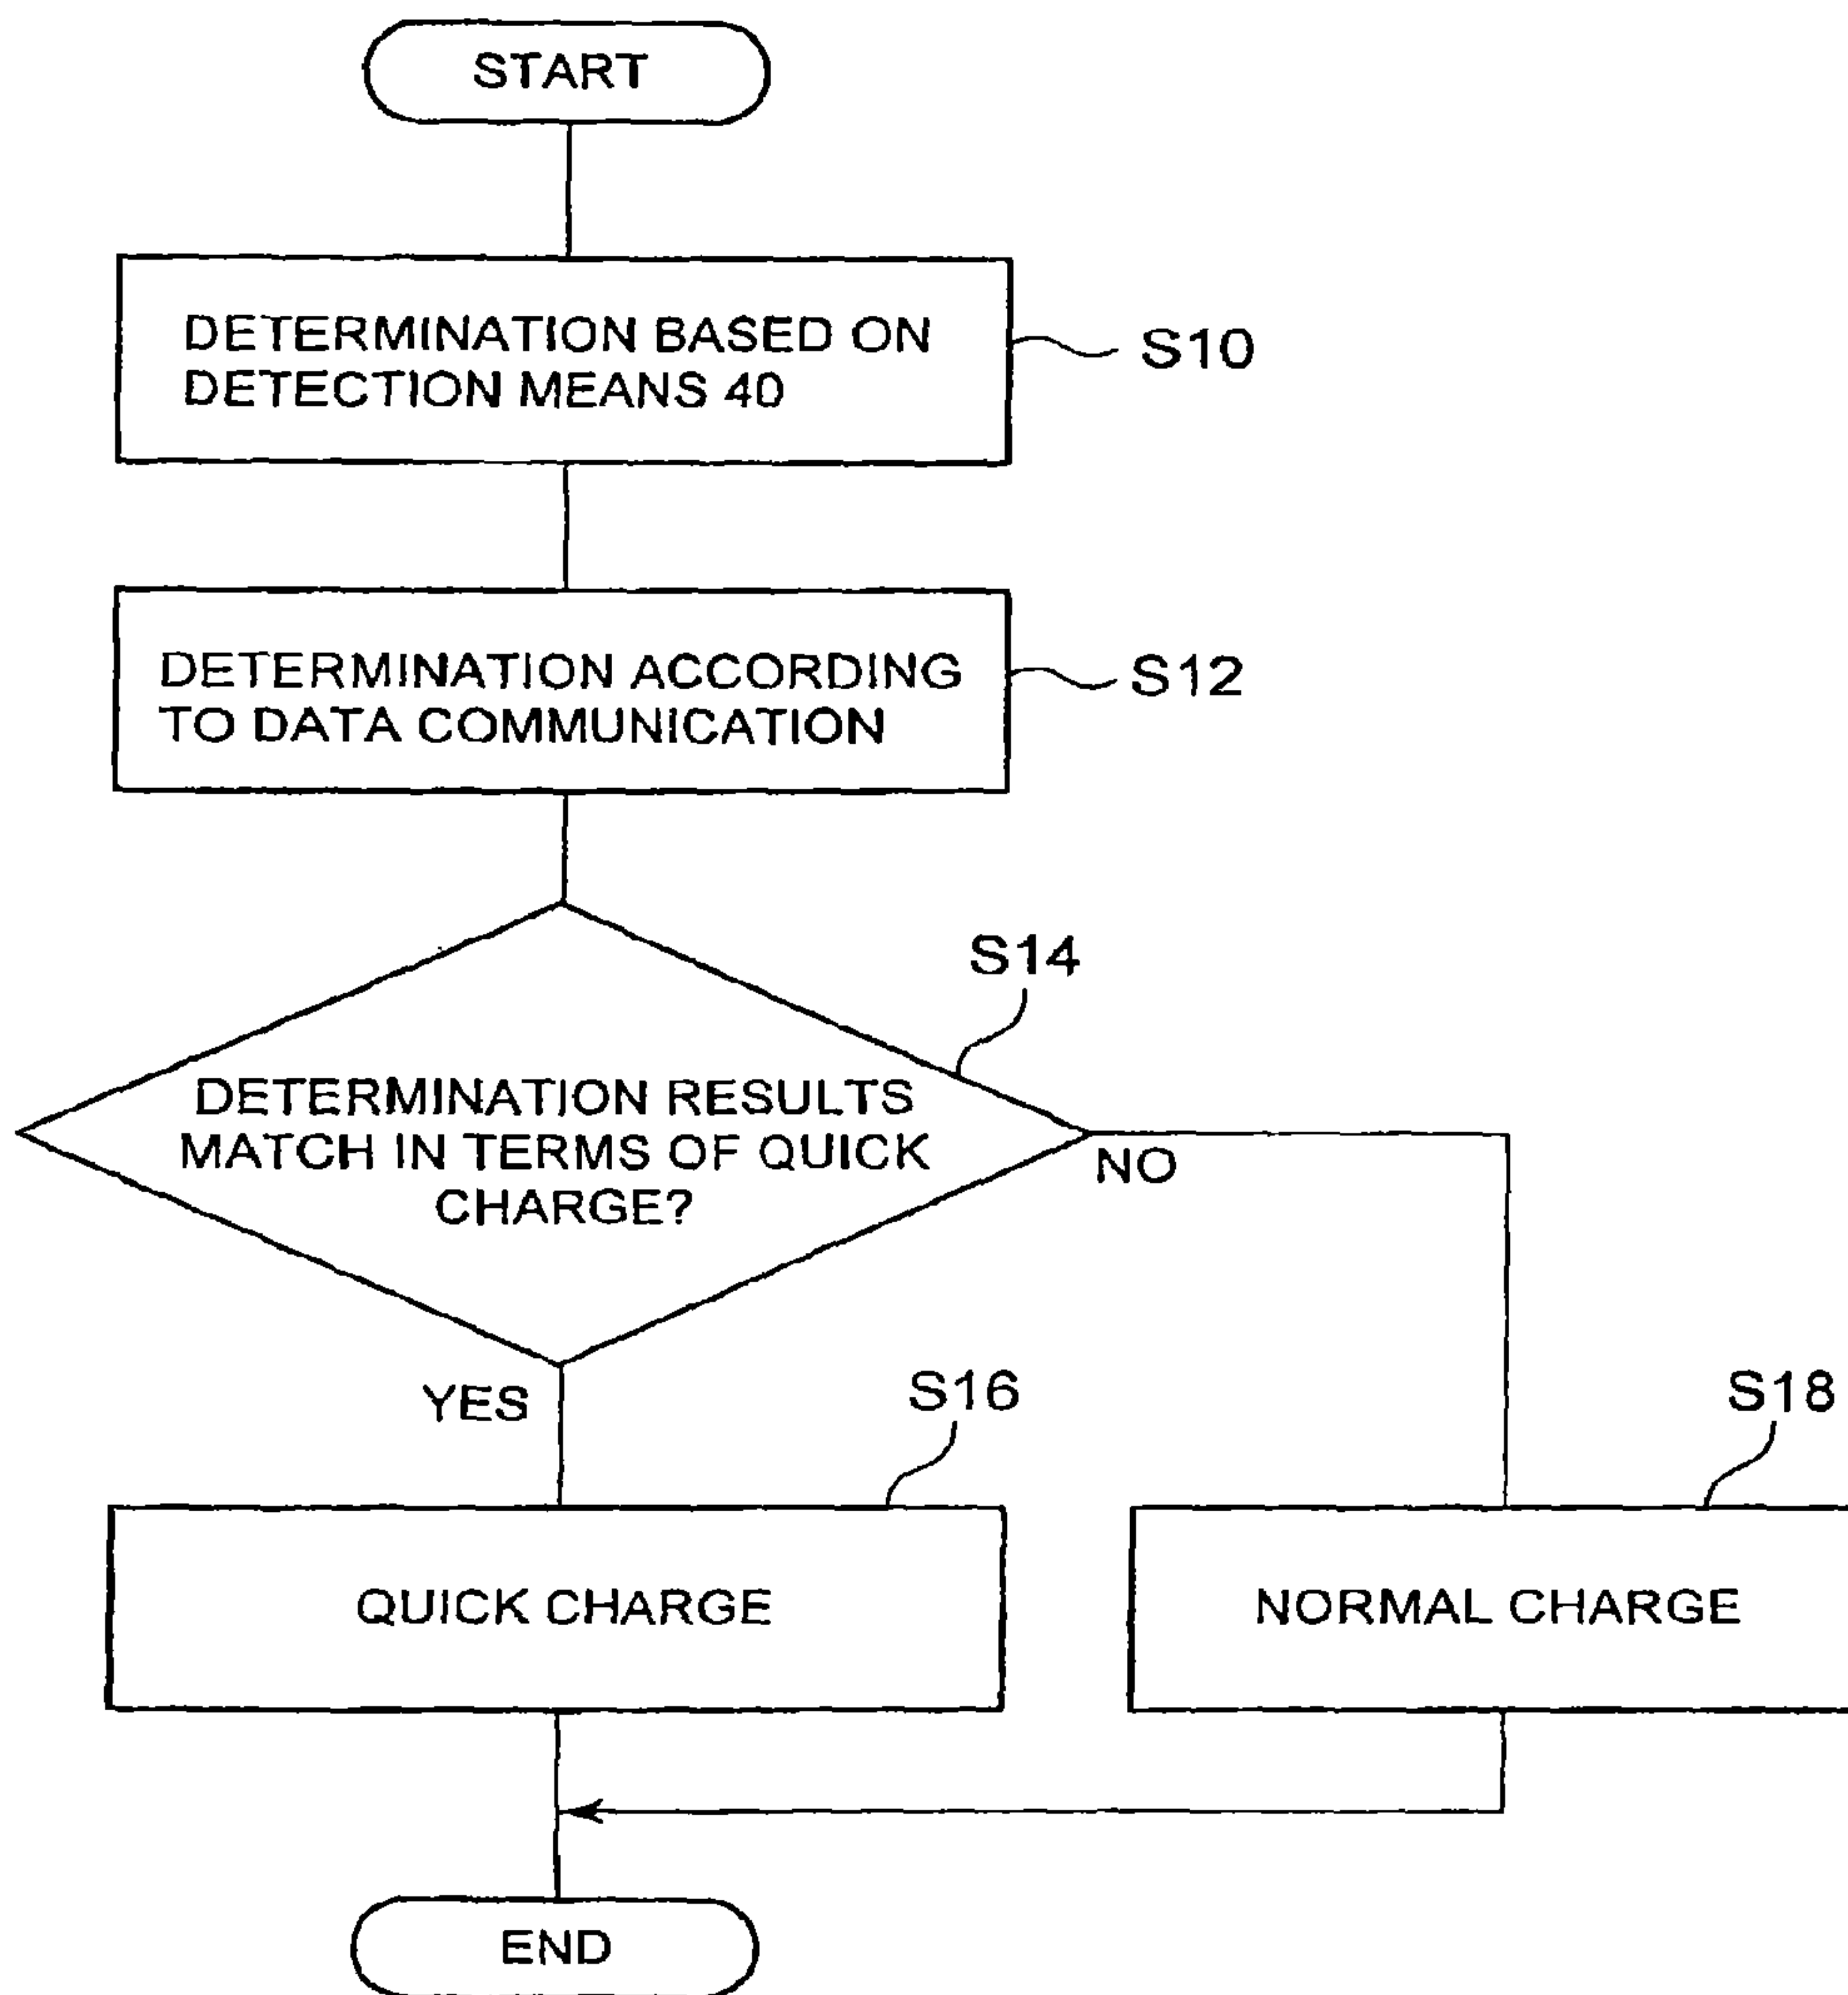 START
DETERMINATION BASED ON
DETECTION MEANS 40
S10
DETERMINATION ACCORDING
TO DATA COMMUNICATION
S12
S14
DETERMINATION RESULTS
MATCH IN TERMS OF QUICK
CHARGE?
NO
YES
S16
S18
QUICK CHARGE
NORMAL CHARGE
END